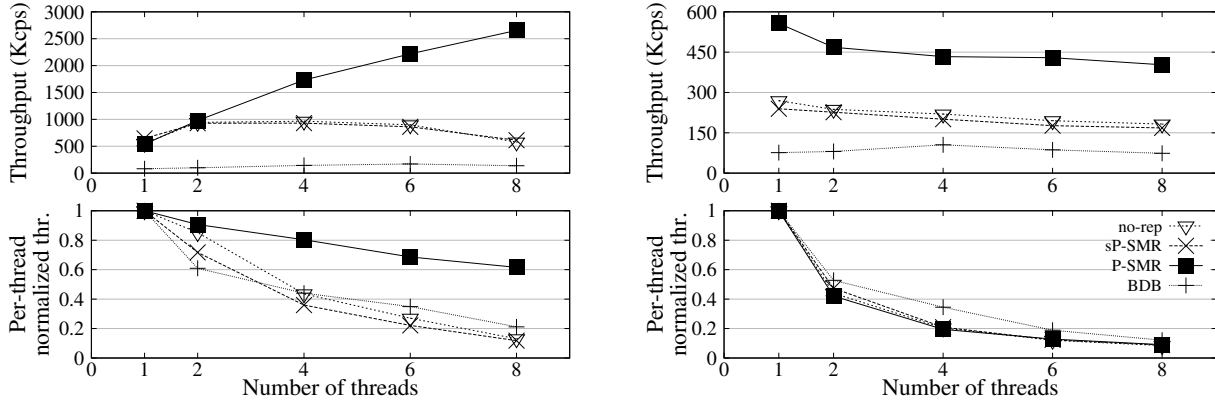 Throughput (Kcps)
3000
2500
2000
1500
1000
500
0
0 1 2 4 6 8
Per-thread
normalized thr.
1
0.8
0.6
0.4
0.2
0
0 1 2 4 6 8
Number of threads
Throughput (Kcps)
600
450
300
150
0
0 1 2 4 6 8
Per-thread
normalized thr.
1
0.8
0.6
0.4
0.2
0
no-rep
sP-SMR
P-SMR
BDB
0 1 2 4 6 8
Number of threads